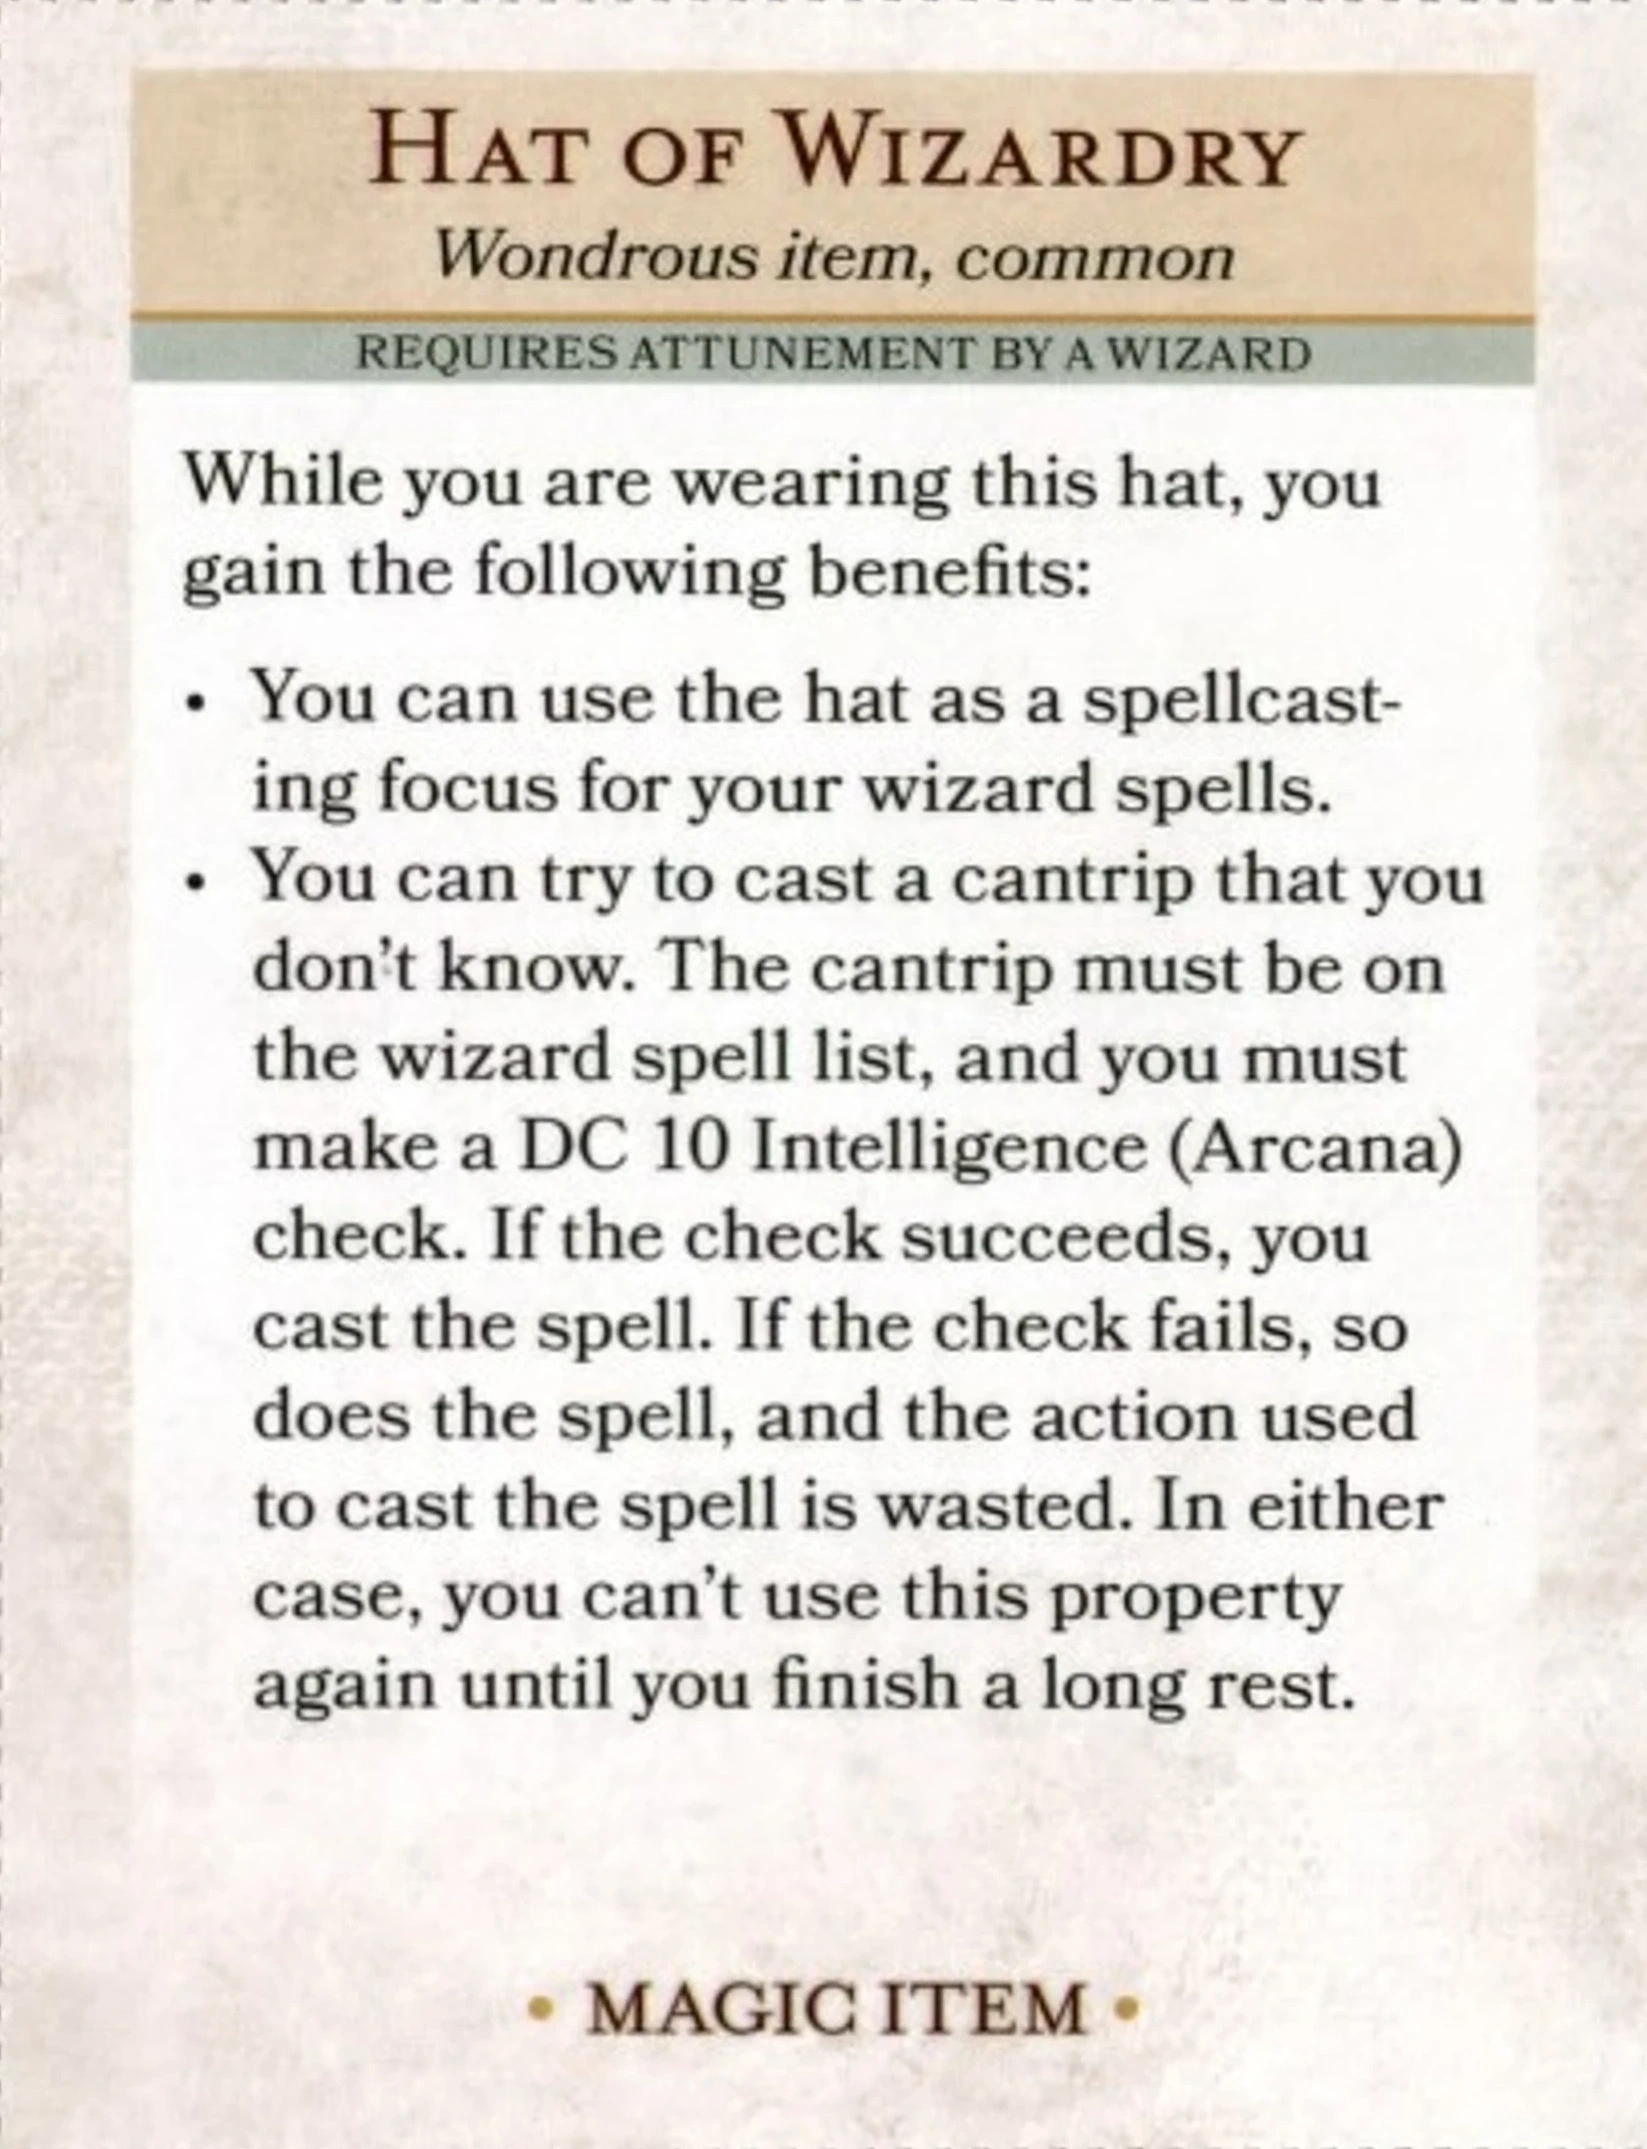 HAT OF WIZARDRY
Wondrous item, common
REQUIRES ATTUNEMENT BY A WIZARD
While you are wearing this hat, you
gain the following benefits:
• You can use the hat as a spellcast-
ing focus for your wizard spells.
• You can try to cast a cantrip that you
don't know. The cantrip must be on
the wizard spell list, and you must
make a DC 10 Intelligence (Arcana)
check. If the check succeeds, you
cast the spell. If the check fails, so
does the spell, and the action used
to cast the spell is wasted. In either
case, you can't use this property
again until you finish a long rest.
• MAGIC ITEM •